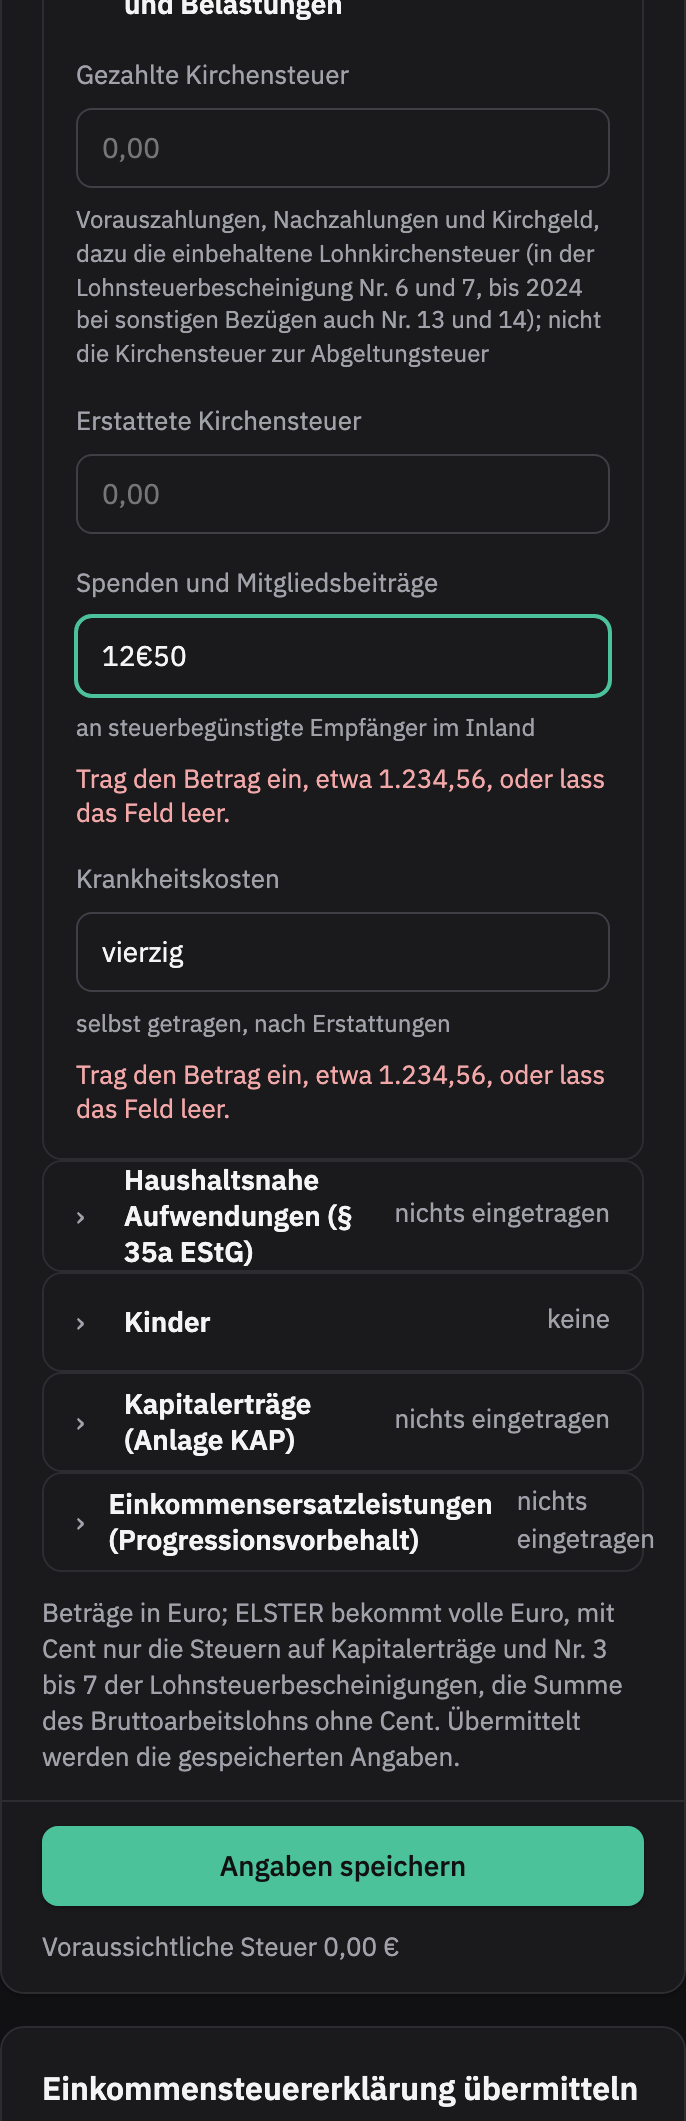 und Belastungen
Gezahlte Kirchensteuer
0,00
Vorauszahlungen, Nachzahlungen und Kirchgeld,
dazu die einbehaltene Lohnkirchensteuer (in der
Lohnsteuerbescheinigung Nr. 6 und 7, bis 2024
bei sonstigen Bezügen auch Nr. 13 und 14); nicht
die Kirchensteuer zur Abgeltungsteuer
Erstattete Kirchensteuer
0,00
Spenden und Mitgliedsbeiträge
12€50
an steuerbegünstigte Empfänger im Inland
Trag den Betrag ein, etwa 1.234,56, oder lass
das Feld leer.
Krankheitskosten
vierzig
selbst getragen, nach Erstattungen
Trag den Betrag ein, etwa 1.234,56, oder lass
das Feld leer.
Haushaltsnahe
Aufwendungen (§
35a EStG)
nichts eingetragen
Kinder
keine
Kapitalerträge
(Anlage KAP)
nichts eingetragen
Einkommensersatzleistungen
(Progressionsvorbehalt)
nichts
eingetragen
Beträge in Euro; ELSTER bekommt volle Euro, mit
Cent nur die Steuern auf Kapitalerträge und Nr. 3
bis 7 der Lohnsteuerbescheinigungen, die Summe
des Bruttoarbeitslohns ohne Cent. Übermittelt
werden die gespeicherten Angaben.
Angaben speichern
Voraussichtliche Steuer 0,00 €
Einkommensteuererklärung übermitteln